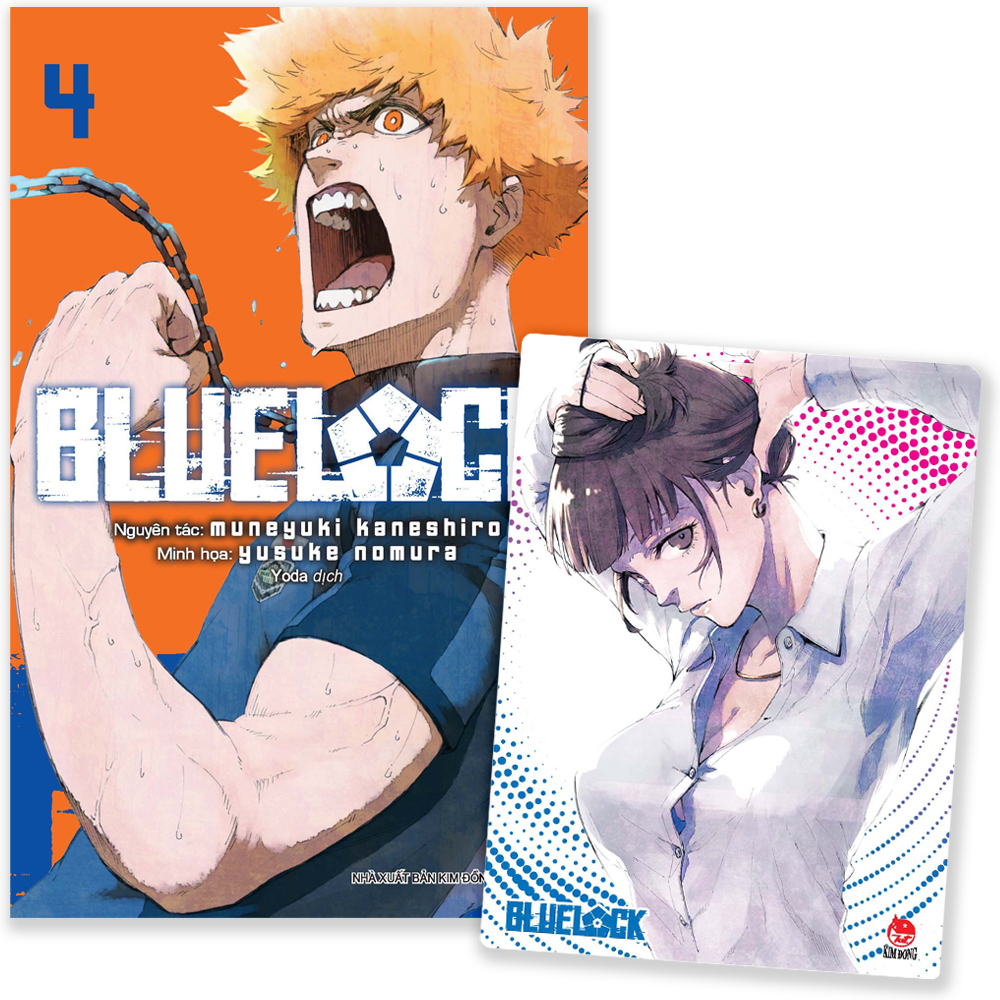 4
BLUELOCK
Nguyên tác: muneyuki kaneshiro
Minh họa: yusuke nomura
Yoda dịch
NHÀ XUẤT BẢN KIM ĐỒN
BLUELOCK
KIM ĐỒNG